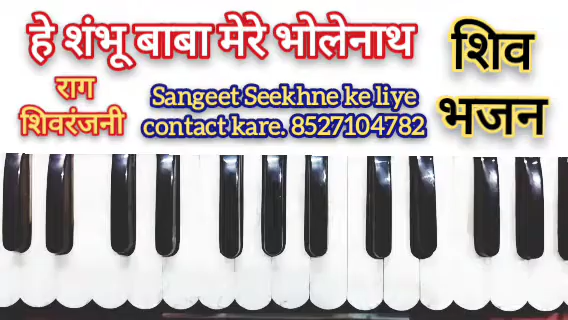 हे शंभू बाबा मेरे भोलेनाथ
राग
शिवरंजनी
Sangeet Seekhne ke liye
contact kare. 8527104782
शिव
भजन